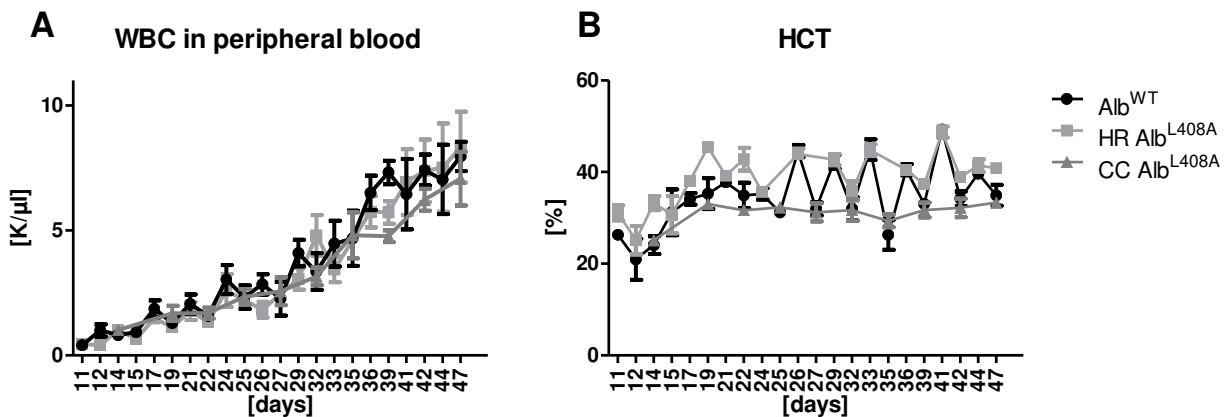 A
WBC in peripheral blood
10
5
0
[K/µl]
11 12 14 15 17 19 21 22 24 25 26 27 29 32 33 35 36 39 41 42 44 47
[days]
B
HCT
60
40
20
0
[%]
11 12 14 15 17 19 21 22 24 25 26 27 29 32 33 35 36 39 41 42 44 47
[days]
Alb^WT
HR Alb^L408A
CC Alb^L408A